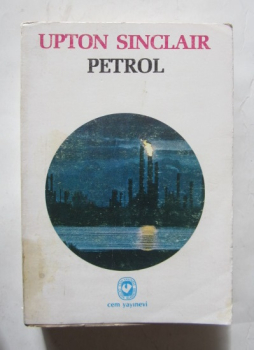 UPTON SINCLAIR
PETROL
cem yayınevi